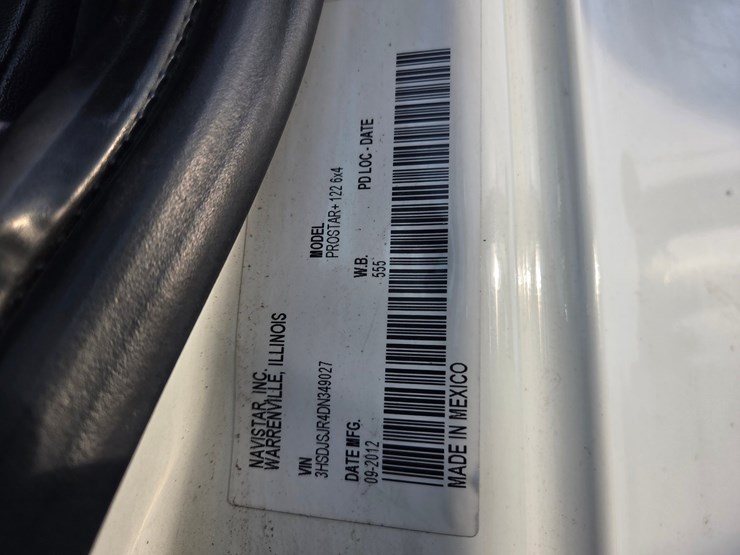 NAVISTAR, INC.
WARRENVILLE, ILLINOIS
VIN
3HSDJSJR4DN349027
MODEL
PROSTAR+ 122 6x4
DATE MFG.
09-2012
W.B.
555
PD LOC - DATE
MADE IN MEXICO